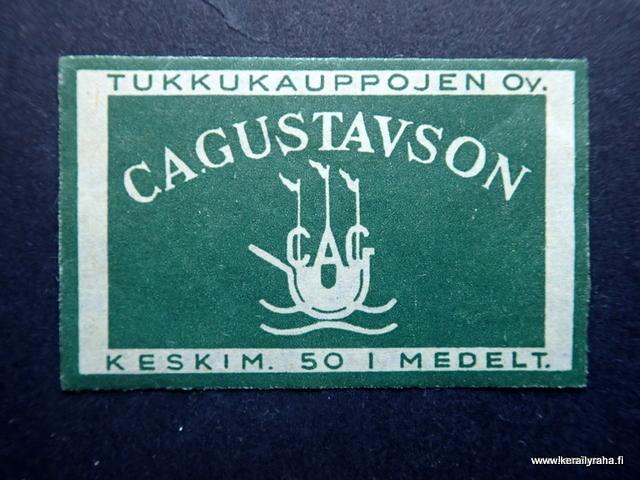 TUKKUKAUPPOJEN Oy.
C.A.GUSTAVSON
CAG
KESKIM. 50 I MEDELT.
www.keraily​raha.fi